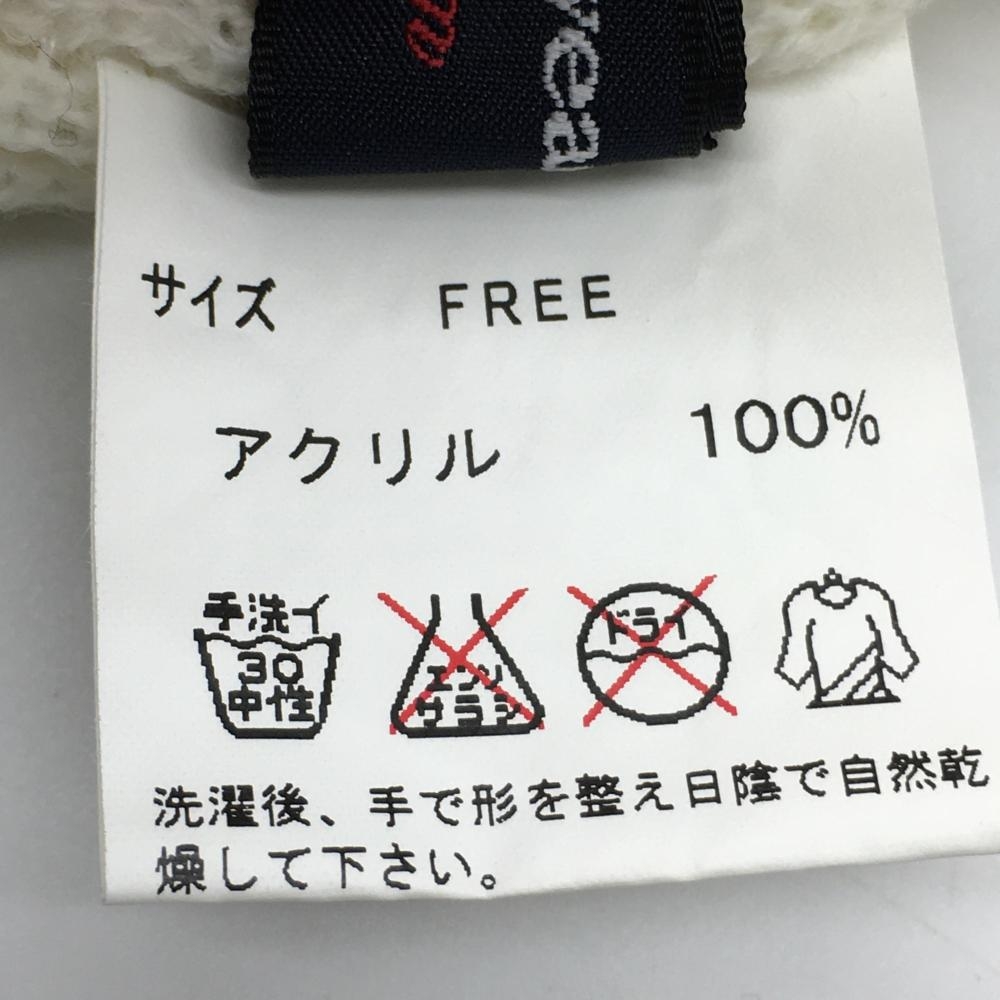 サイズ FREE
アクリル 100%
手洗イ
30
中性
エンソ
サラシ
ドライ
洗濯後、手で形を整え日陰で自然乾
燥して下さい。